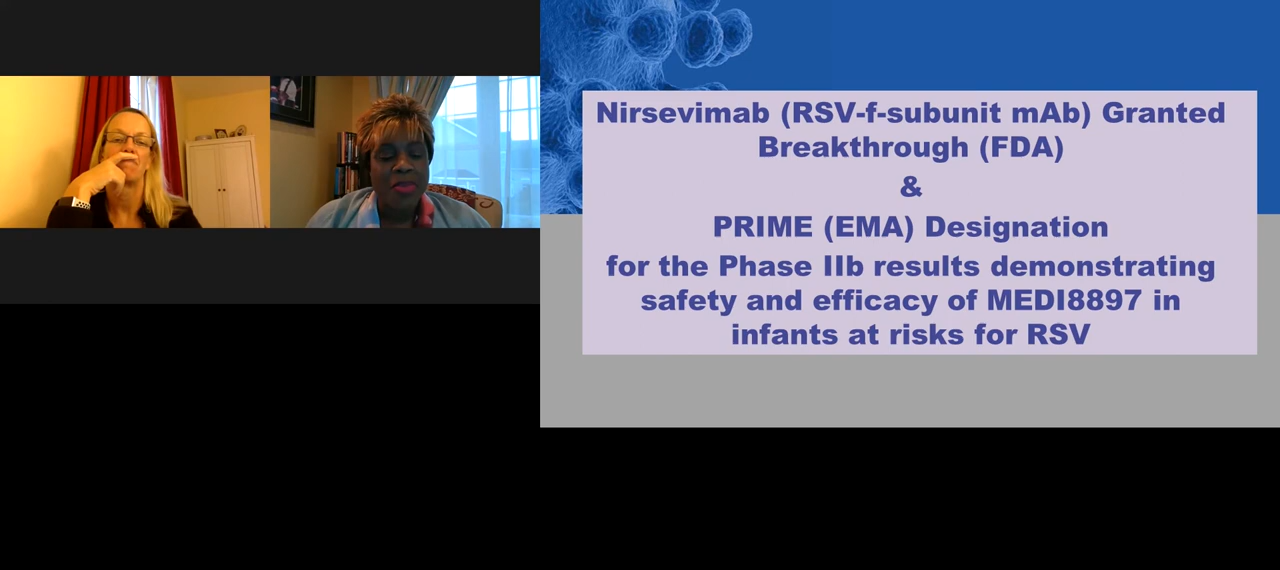 Nirsevimab (RSV-f-subunit mAb) Granted
Breakthrough (FDA)
&
PRIME (EMA) Designation
for the Phase IIb results demonstrating
safety and efficacy of MEDI8897 in
infants at risks for RSV